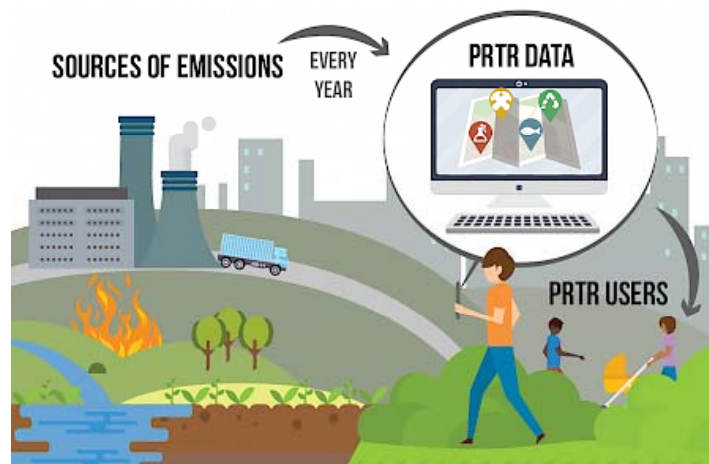 SOURCES OF EMISSIONS
EVERY
YEAR
PRTR DATA
PRTR USERS